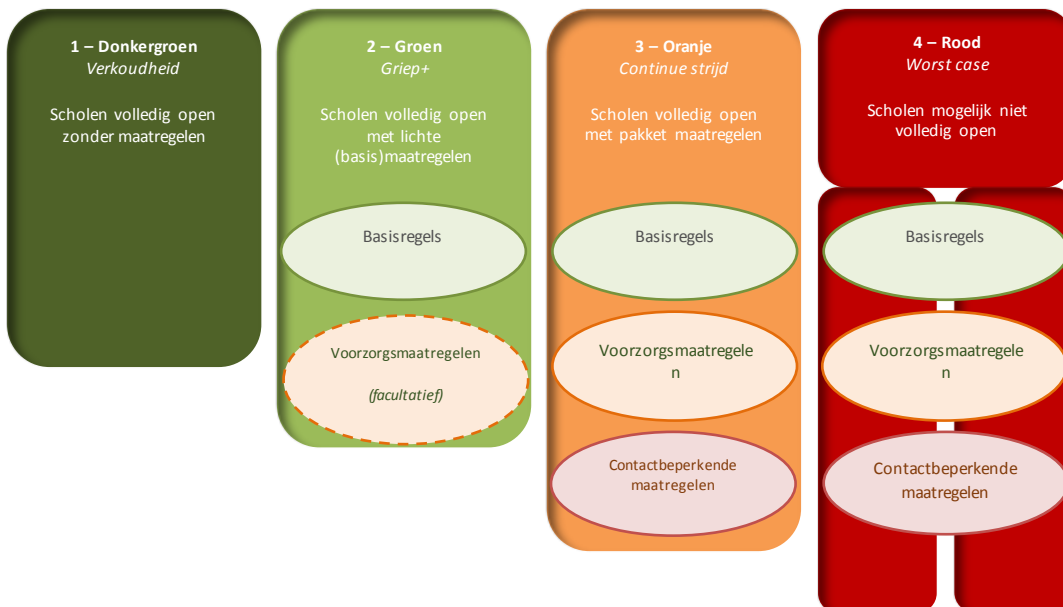 1 – Donkergroen
Verkoudheid
Scholen volledig open
zonder maatregelen
2 – Groen
Griep+
Scholen volledig open
met lichte
(basis)maatregelen
Basisregels
Voorzorgsmaatregelen
(facultatief)
3 – Oranje
Continue strijd
Scholen volledig open
met pakket maatregelen
Basisregels
Voorzorgsmaatregele
n
Contactbeperkende
maatregelen
4 – Rood
Worst case
Scholen mogelijk niet
volledig open
Basisregels
Voorzorgsmaatregele
n
Contactbeperkende
maatregelen